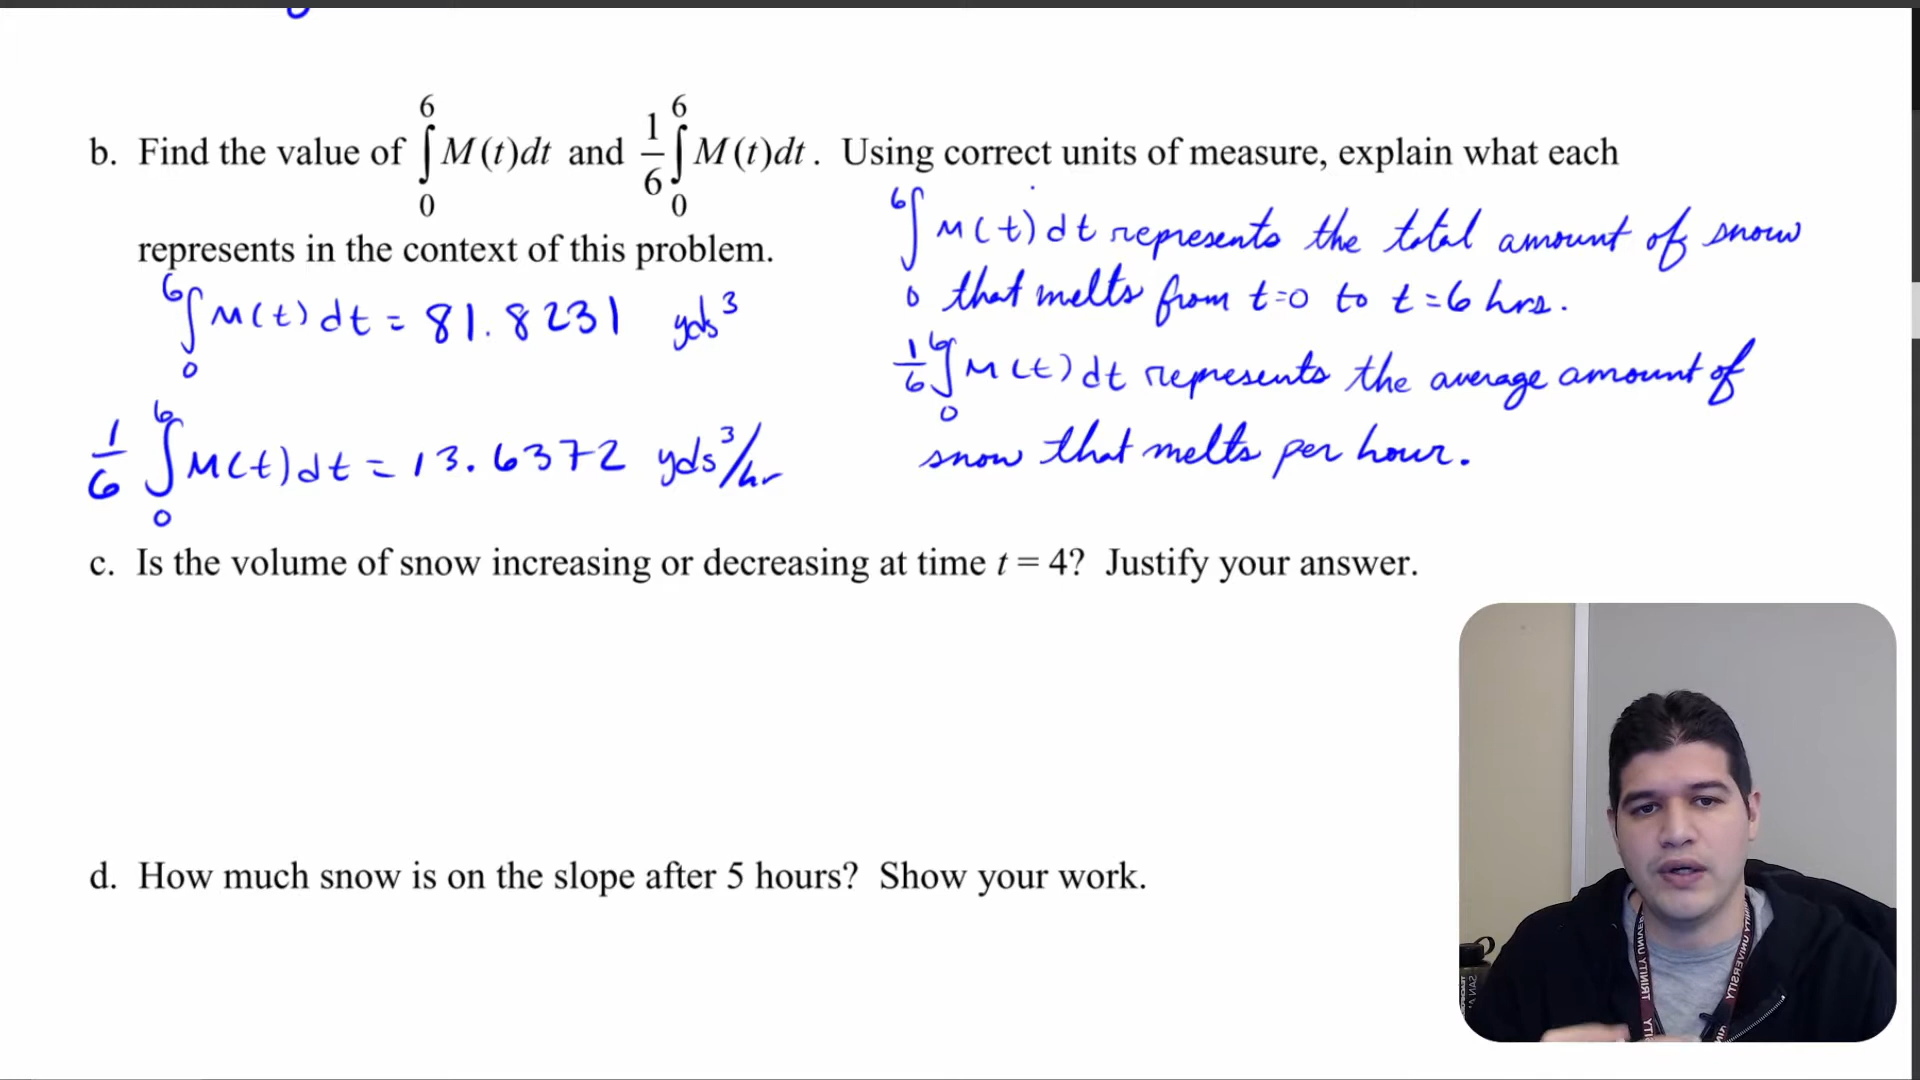 b. Find the value of ∫₀⁶ M(t)dt and 1/6 ∫₀⁶ M(t)dt. Using correct units of measure, explain what each
represents in the context of this problem.
∫₀⁶ M(t)dt = 81.8231 yds³
1/6 ∫₀⁶ M(t)dt = 13.6372 yds³/hr
∫₀⁶ M(t)dt represents the total amount of snow
that melts from t=0 to t=6 hrs.
1/6 ∫₀⁶ M(t)dt represents the average amount of
snow that melts per hour.
c. Is the volume of snow increasing or decreasing at time t = 4? Justify your answer.
d. How much snow is on the slope after 5 hours? Show your work.
TRINITY UNIVERSITY